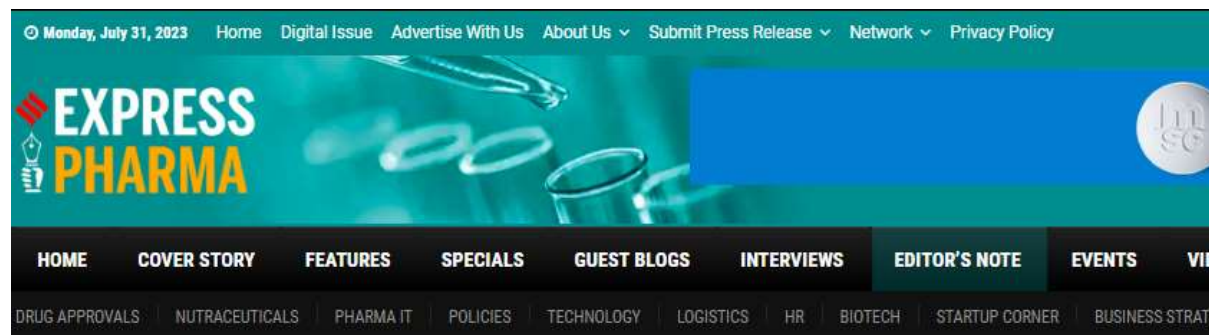 Monday, July 31, 2023 Home Digital Issue Advertise With Us About Us Submit Press Release Network Privacy Policy
EXPRESS
PHARMA
HOME COVER STORY FEATURES SPECIALS GUEST BLOGS INTERVIEWS EDITOR'S NOTE EVENTS
DRUG APPROVALS NUTRACEUTICALS PHARMA IT POLICIES TECHNOLOGY LOGISTICS HR BIOTECH STARTUP CORNER BUSINESS